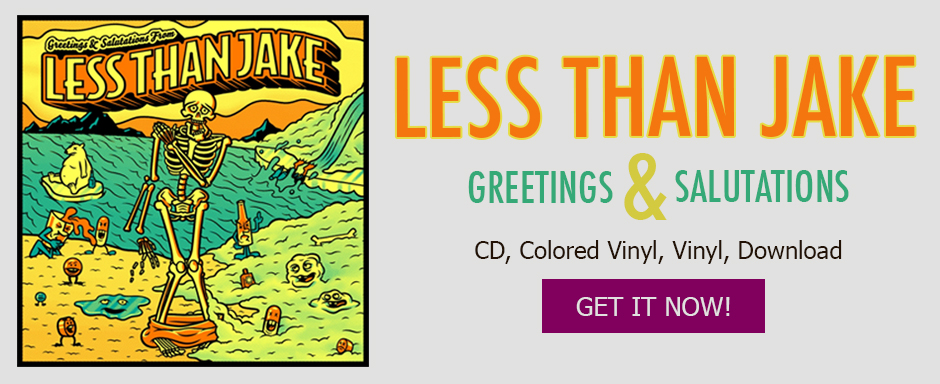 Greetings & Salutations From
LESS THAN JAKE
LESS THAN JAKE
GREETINGS & SALUTATIONS
CD, Colored Vinyl, Vinyl, Download
GET IT NOW!